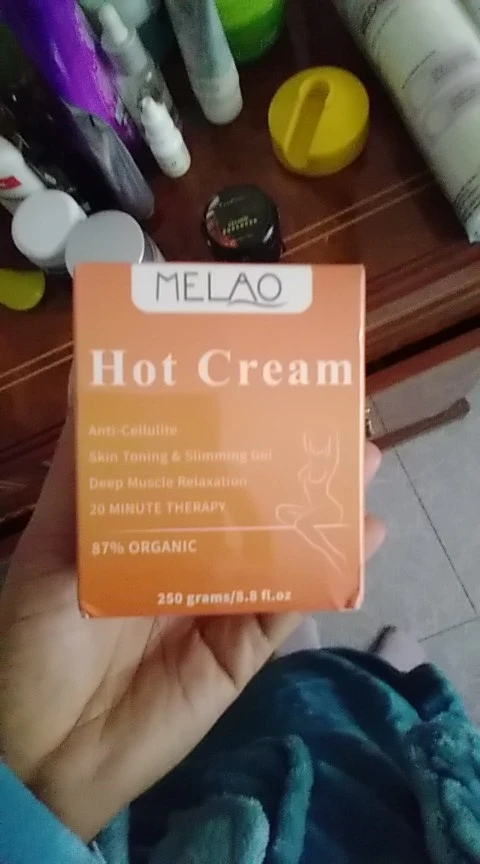 MELAO
Hot Cream
Anti-Cellulite
Skin Toning & Slimming Gel
Deep Muscle Relaxation
20 MINUTE THERAPY
87% ORGANIC
250 grams/8.8 fl.oz